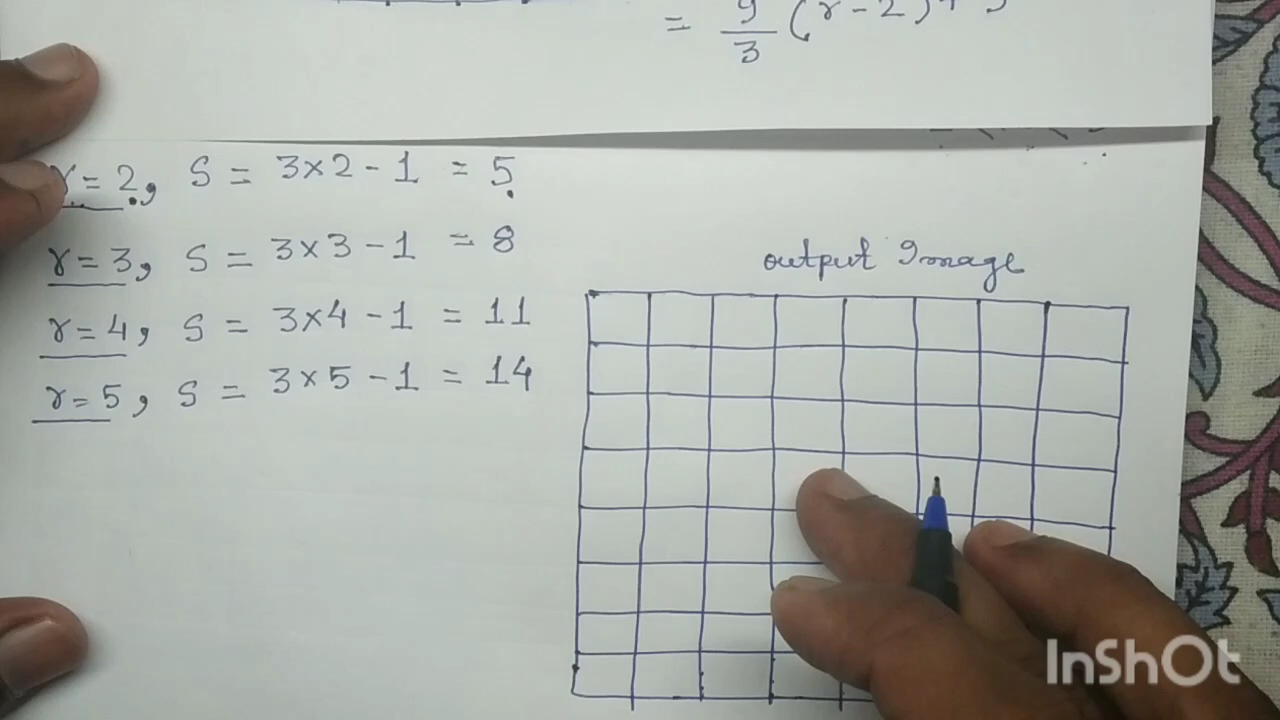 = 9/3 (r-2) +
r=2, S = 3×2-1 = 5
r=3, S = 3×3-1 = 8
r=4, S = 3×4-1 = 11
r=5, S = 3×5-1 = 14
output Image
InShOt